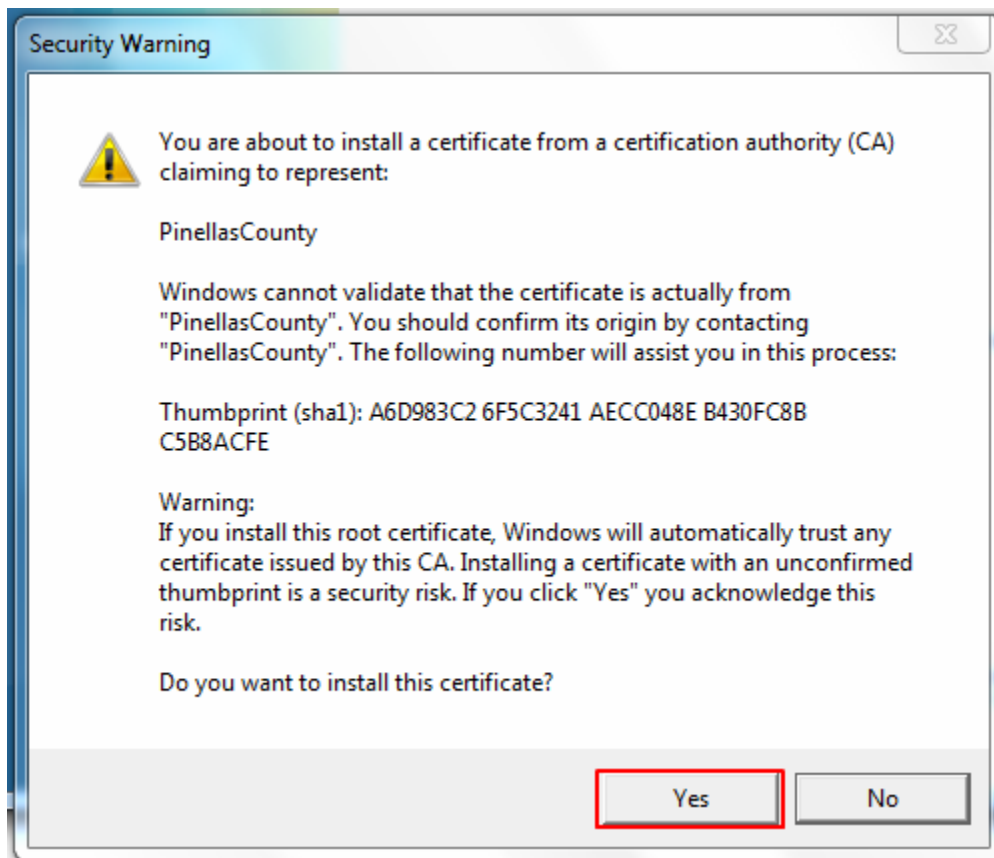 Security Warning
You are about to install a certificate from a certification authority (CA)
claiming to represent:
PinellasCounty
Windows cannot validate that the certificate is actually from
"PinellasCounty". You should confirm its origin by contacting
"PinellasCounty". The following number will assist you in this process:
Thumbprint (sha1): A6D983C2 6F5C3241 AECC048E B430FC8B
C5B8ACFE
Warning:
If you install this root certificate, Windows will automatically trust any
certificate issued by this CA. Installing a certificate with an unconfirmed
thumbprint is a security risk. If you click "Yes" you acknowledge this
risk.
Do you want to install this certificate?
Yes No